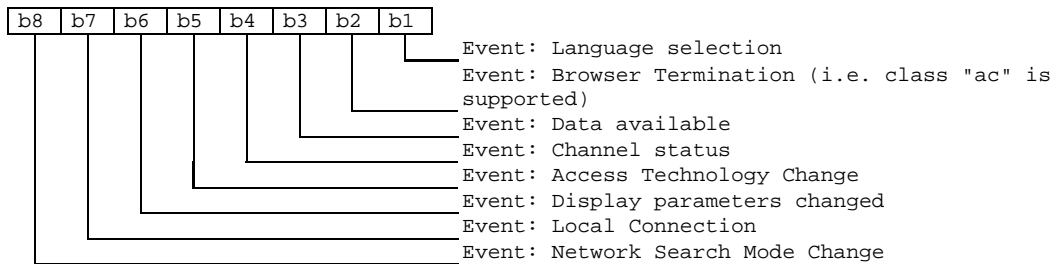 b8 b7 b6 b5 b4 b3 b2 b1
Event: Language selection
Event: Browser Termination (i.e. class "ac" is
supported)
Event: Data available
Event: Channel status
Event: Access Technology Change
Event: Display parameters changed
Event: Local Connection
Event: Network Search Mode Change